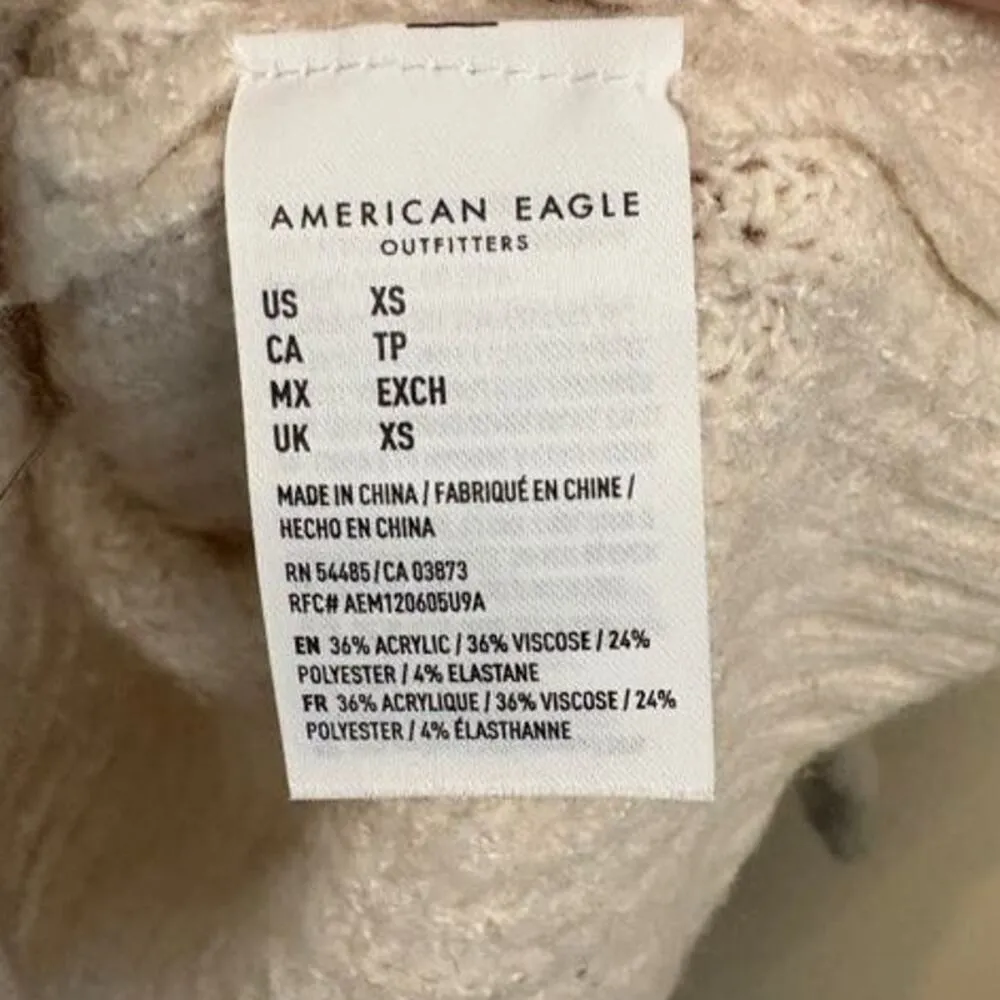 AMERICAN EAGLE
OUTFITTERS
US XS
CA TP
MX EXCH
UK XS
MADE IN CHINA / FABRIQUÉ EN CHINE /
HECHO EN CHINA
RN 54485 / CA 03873
RFC# AEM120605U9A
EN 36% ACRYLIC / 36% VISCOSE / 24%
POLYESTER / 4% ELASTANE
FR 36% ACRYLIQUE / 36% VISCOSE / 24%
POLYESTER / 4% ÉLASTHANNE